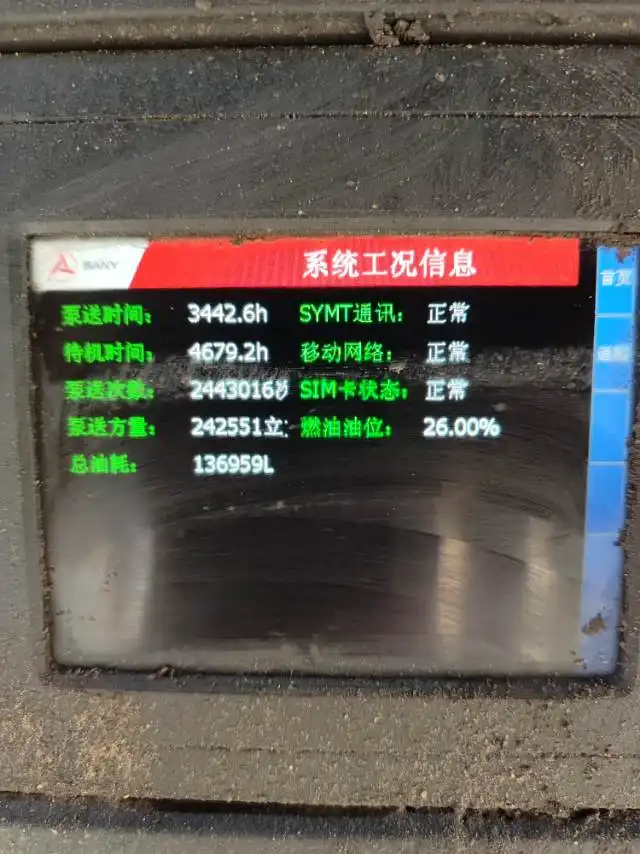 SANY
系统工况信息
首页
泵送时间: 3442.6h SYMT通讯: 正常
待机时间: 4679.2h 移动网络: 正常
泵送次数: 2443016 SIM卡状态: 正常
泵送方量: 242551立 燃油油位: 26.00%
总油耗: 136959L